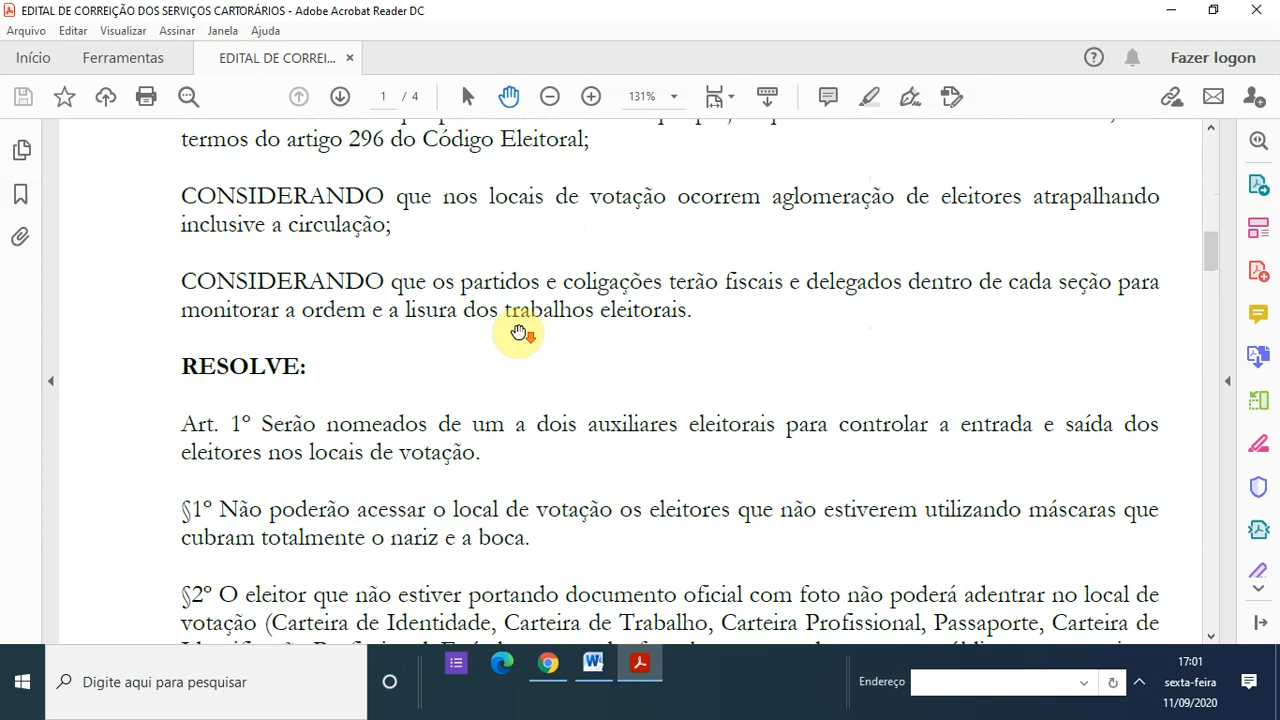 EDITAL DE CORREIÇÃO DOS SERVIÇOS CARTORÁRIOS - Adobe Acrobat Reader DC
Arquivo Editar Visualizar Assinar Janela Ajuda
Início Ferramentas EDITAL DE CORREI... × Fazer logon
1 / 4 131%
termos do artigo 296 do Código Eleitoral;
CONSIDERANDO que nos locais de votação ocorrem aglomeração de eleitores atrapalhando
inclusive a circulação;
CONSIDERANDO que os partidos e coligações terão fiscais e delegados dentro de cada seção para
monitorar a ordem e a lisura dos trabalhos eleitorais.
RESOLVE:
Art. 1º Serão nomeados de um a dois auxiliares eleitorais para controlar a entrada e saída dos
eleitores nos locais de votação.
§1º Não poderão acessar o local de votação os eleitores que não estiverem utilizando máscaras que
cubram totalmente o nariz e a boca.
§2º O eleitor que não estiver portando documento oficial com foto não poderá adentrar no local de
votação (Carteira de Identidade, Carteira de Trabalho, Carteira Profissional, Passaporte, Carteira de
Digite aqui para pesquisar
Endereço
17:01
sexta-feira
11/09/2020